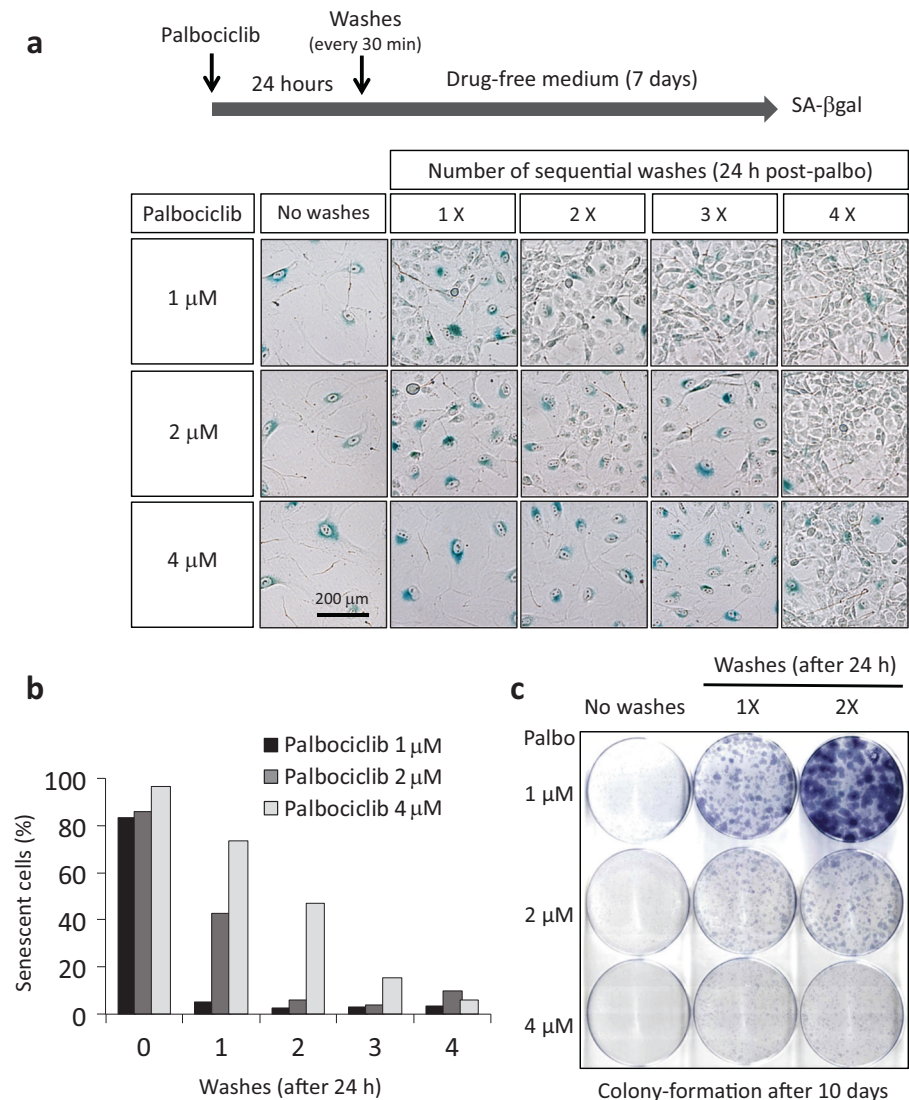 a
Palbociclib
Washes
(every 30 min)
24 hours
Drug-free medium (7 days)
SA-βgal
Number of sequential washes (24 h post-palbo)
Palbociclib
No washes
1 X
2 X
3 X
4 X
1 μM
2 μM
4 μM
200 μm
b
Palbociclib 1 μM
Palbociclib 2 μM
Palbociclib 4 μM
Senescent cells (%)
100
80
60
40
20
0
0
1
2
3
4
Washes (after 24 h)
c
Washes (after 24 h)
No washes
1X
2X
Palbo
1 μM
2 μM
4 μM
Colony-formation after 10 days